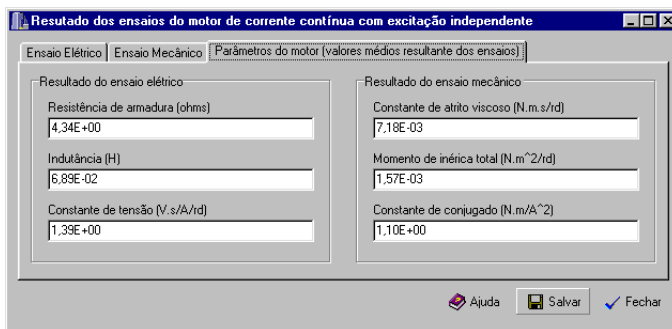 Resutado dos ensaios do motor de corrente contínua com excitação independente
Ensaio Elétrico Ensaio Mecânico Parâmetros do motor (valores médios resultante dos ensaios)
Resultado do ensaio elétrico
Resistência de armadura (ohms)
4,34E+00
Indutância (H)
6,89E-02
Constante de tensão (V.s/A/rd)
1,39E+00
Resultado do ensaio mecânico
Constante de atrito viscoso (N.m.s/rd)
7,18E-03
Momento de inérica total (N.m^2/rd)
1,57E-03
Constante de conjugado (N.m/A^2)
1,10E+00
Ajuda Salvar Fechar